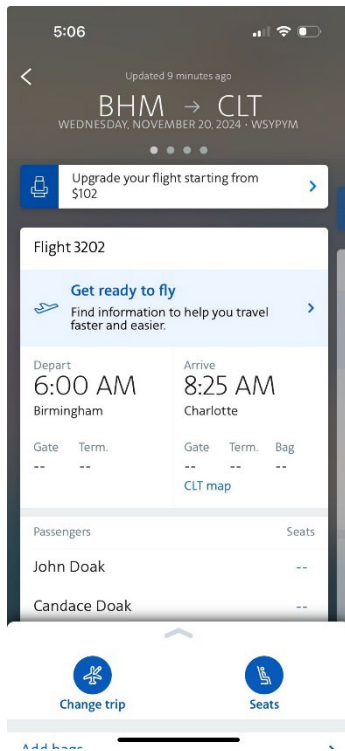 5:06
Updated 9 minutes ago
BHM → CLT
WEDNESDAY, NOVEMBER 20, 2024 • WSYPYM
Upgrade your flight starting from
$102
Flight 3202
Get ready to fly
Find information to help you travel
faster and easier.
Depart
6:00 AM
Birmingham
Gate Term.
-- --
Arrive
8:25 AM
Charlotte
Gate Term. Bag
-- -- --
CLT map
Passengers Seats
John Doak --
Candace Doak --
Change trip
Seats
Add bags